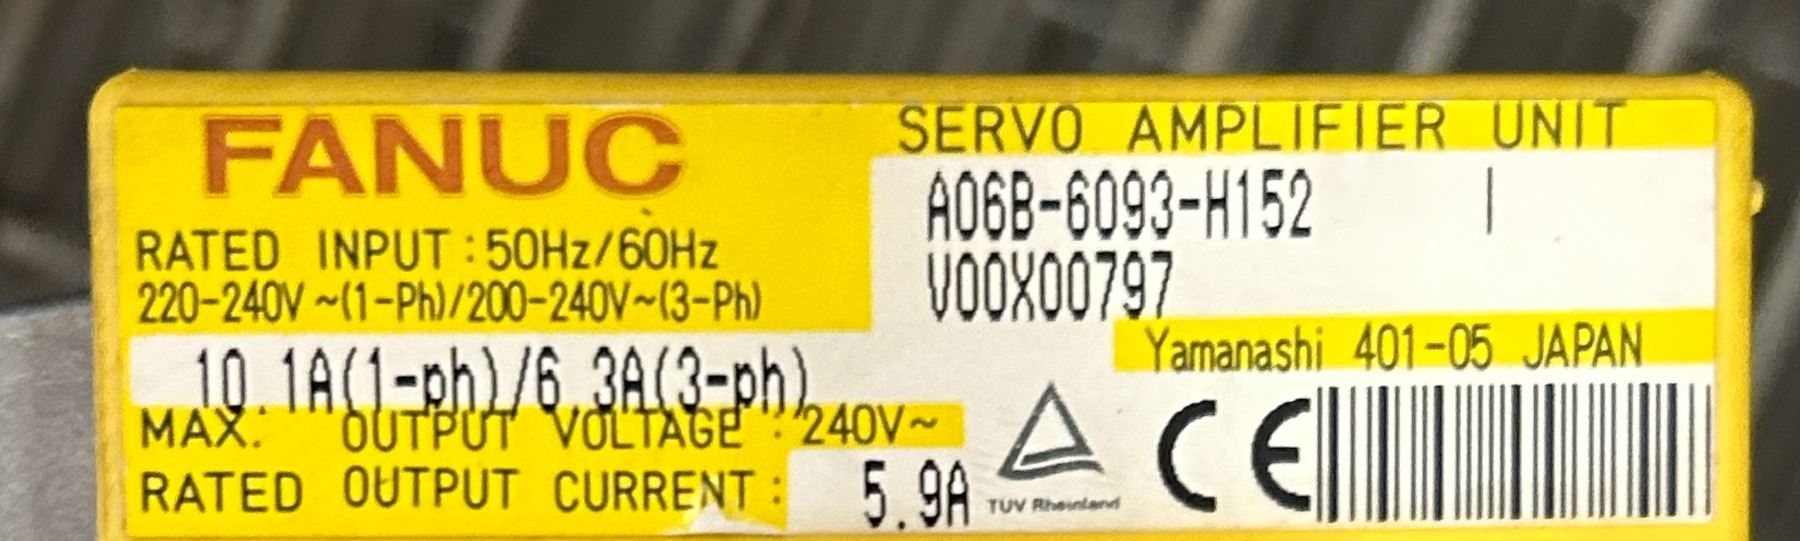 FANUC
SERVO AMPLIFIER UNIT
A06B-6093-H152 I
V00X00797
RATED INPUT : 50Hz/60Hz
220-240V ~(1-Ph)/200-240V~(3-Ph)
10.1A(1-ph)/6.3A(3-ph)
Yamanashi 401-05 JAPAN
MAX. OUTPUT VOLTAGE : 240V~
RATED OUTPUT CURRENT : 5.9A
TÜV Rheinland
CE